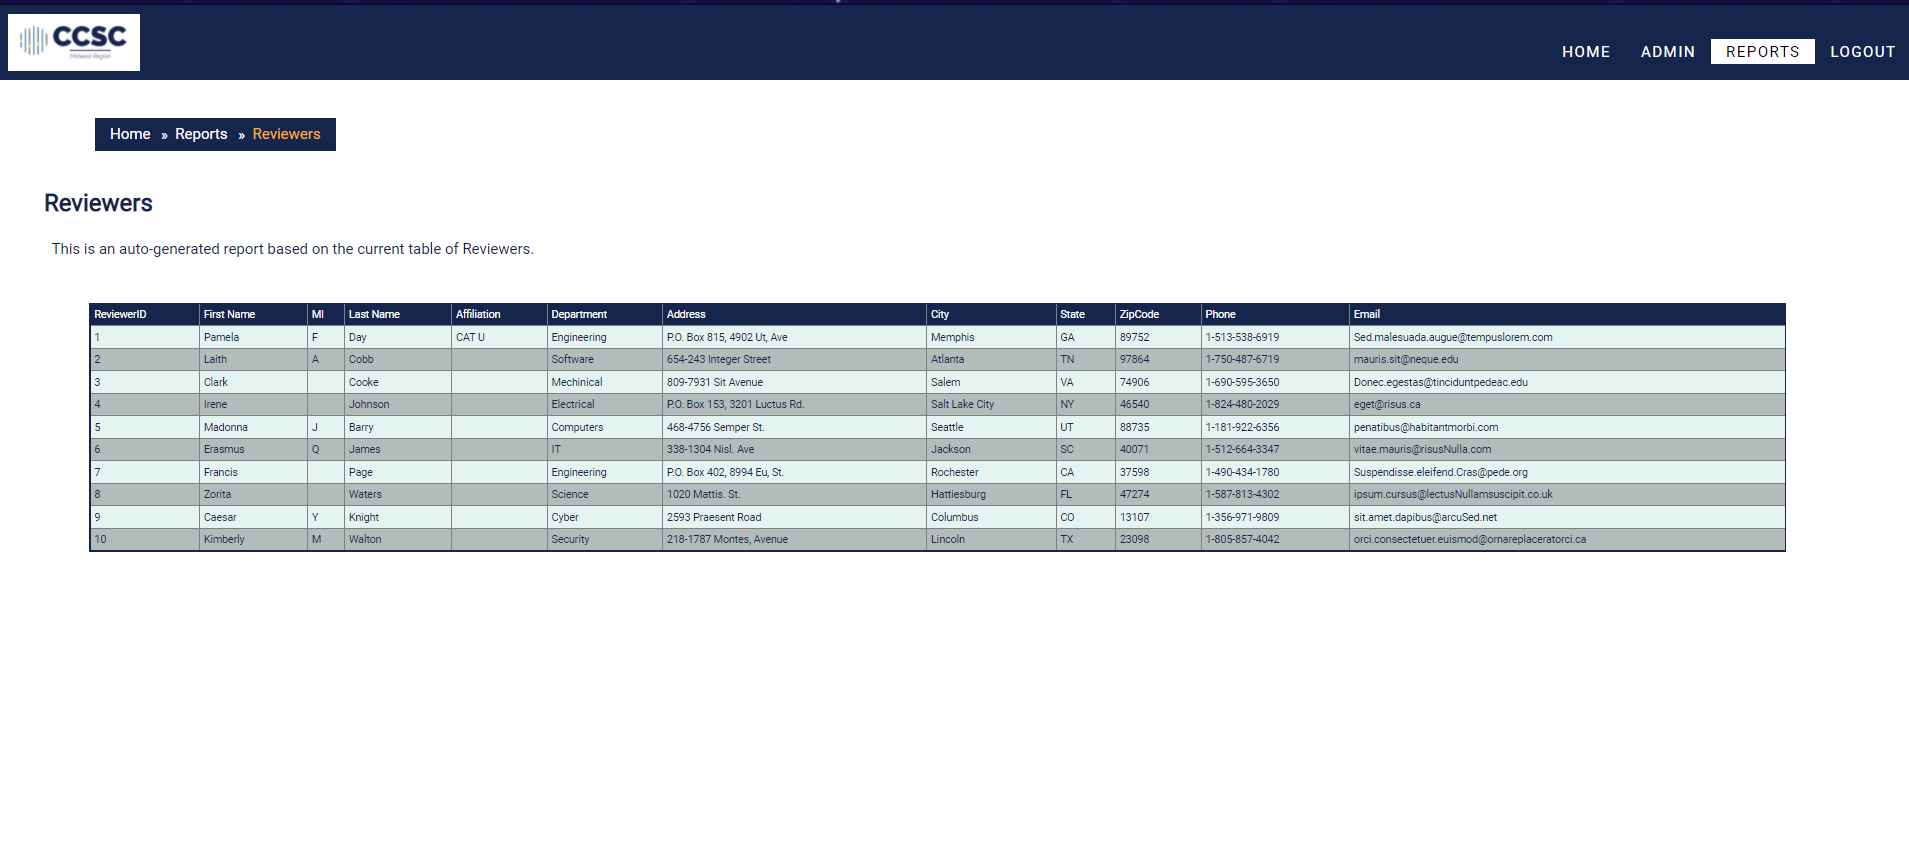 CCSC
Midwest Region
HOME ADMIN REPORTS LOGOUT
Home » Reports » Reviewers
Reviewers
This is an auto-generated report based on the current table of Reviewers.
ReviewerID First Name MI Last Name Affiliation Department Address City State ZipCode Phone Email
1 Pamela F Day CAT U Engineering P.O. Box 815, 4902 Ut, Ave Memphis GA 89752 1-513-538-6919 Sed.malesuada.augue@tempuslorem.com
2 Laith A Cobb Software 654-243 Integer Street Atlanta TN 97864 1-750-487-6719 mauris.sit@neque.edu
3 Clark Cooke Mechinical 809-7931 Sit Avenue Salem VA 74906 1-690-595-3650 Donec.egestas@tinciduntpedeac.edu
4 Irene Johnson Electrical P.O. Box 153, 3201 Luctus Rd. Salt Lake City NY 46540 1-824-480-2029 eget@risus.ca
5 Madonna J Barry Computers 468-4756 Semper St. Seattle UT 88735 1-181-922-6356 penatibus@habitantmorbi.com
6 Erasmus Q James IT 338-1304 Nisl. Ave Jackson SC 40071 1-512-664-3347 vitae.mauris@risusNulla.com
7 Francis Page Engineering P.O. Box 402, 8994 Eu, St. Rochester CA 37598 1-490-434-1780 Suspendisse.eleifend.Cras@pede.org
8 Zorita Waters Science 1020 Mattis. St. Hattiesburg FL 47274 1-587-813-4302 ipsum.cursus@lectusNullamsuscipit.co.uk
9 Caesar Y Knight Cyber 2593 Praesent Road Columbus CO 13107 1-356-971-9809 sit.amet.dapibus@arcuSed.net
10 Kimberly M Walton Security 218-1787 Montes, Avenue Lincoln TX 23098 1-805-857-4042 orci.consectetuer.euismod@ornareplaceratorci.ca